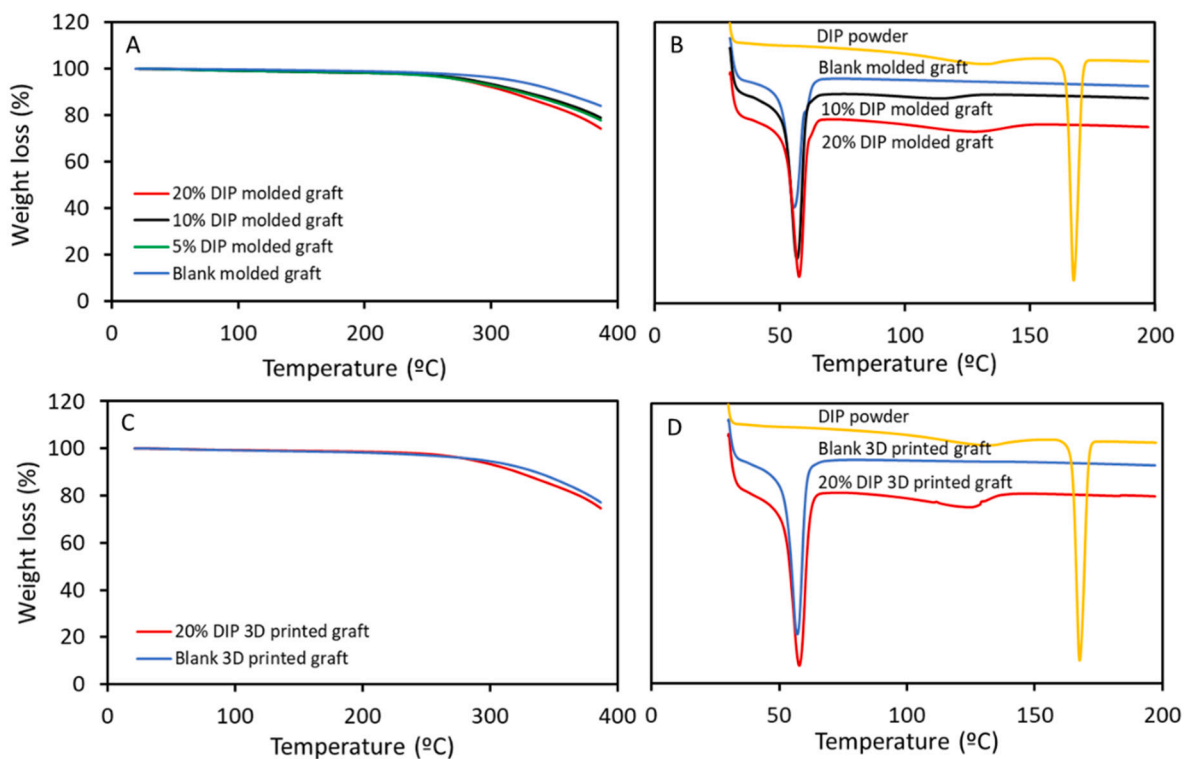 A
120
100
80
60
40
20
0
Weight loss (%)
20% DIP molded graft
10% DIP molded graft
5% DIP molded graft
Blank molded graft
0 100 200 300 400
Temperature (ºC)
B
DIP powder
Blank molded graft
10% DIP molded graft
20% DIP molded graft
0 50 100 150 200
Temperature (ºC)
C
120
100
80
60
40
20
0
Weight loss (%)
20% DIP 3D printed graft
Blank 3D printed graft
0 100 200 300 400
Temperature (ºC)
D
DIP powder
Blank 3D printed graft
20% DIP 3D printed graft
0 50 100 150 200
Temperature (ºC)